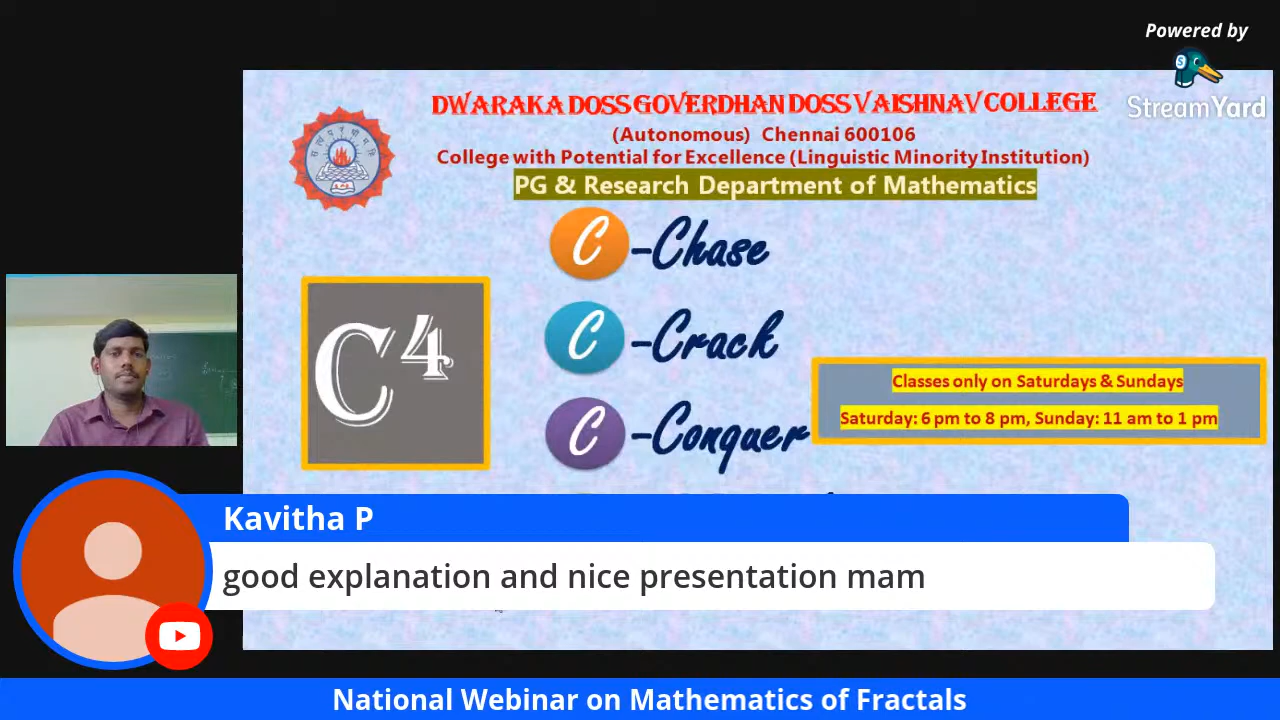 Powered by
StreamYard
DWARAKA DOSS GOVERDHAN DOSS VAISHNAV COLLEGE
(Autonomous) Chennai 600106
College with Potential for Excellence (Linguistic Minority Institution)
PG & Research Department of Mathematics
C4
C -Chase
C -Crack
C -Conquer
Classes only on Saturdays & Sundays
Saturday: 6 pm to 8 pm, Sunday: 11 am to 1 pm
Kavitha P
good explanation and nice presentation mam
National Webinar on Mathematics of Fractals